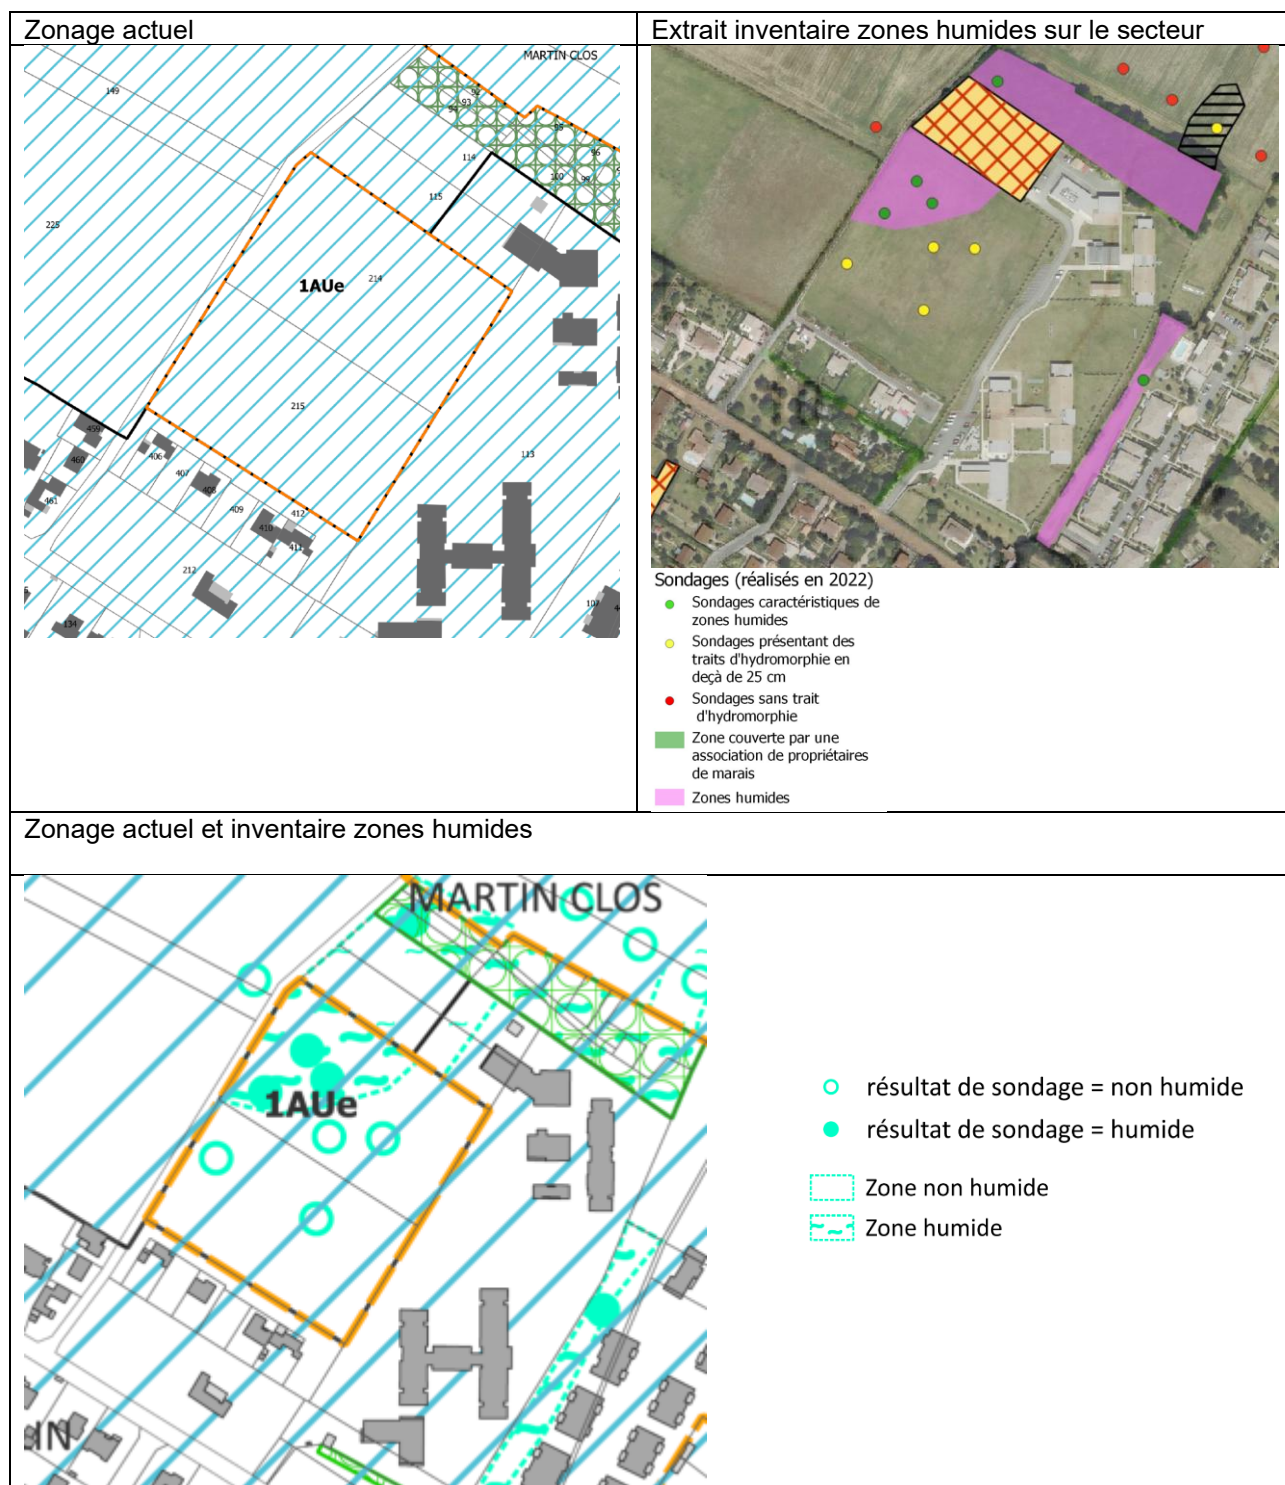 Zonage actuel
Extrait inventaire zones humides sur le secteur
MARTIN CLOS
149
92
93
94
95
96
114
100
99
115
225
1AUe
214
215
459
460
461
406
407
408
409
410
412
411
113
212
134
107
Sondages (réalisés en 2022)
Sondages caractéristiques de
zones humides
Sondages présentant des
traits d'hydromorphie en
deçà de 25 cm
Sondages sans trait
d'hydromorphie
Zone couverte par une
association de propriétaires
de marais
Zones humides
Zonage actuel et inventaire zones humides
MARTIN CLOS
1AUe
IN
résultat de sondage = non humide
résultat de sondage = humide
Zone non humide
Zone humide